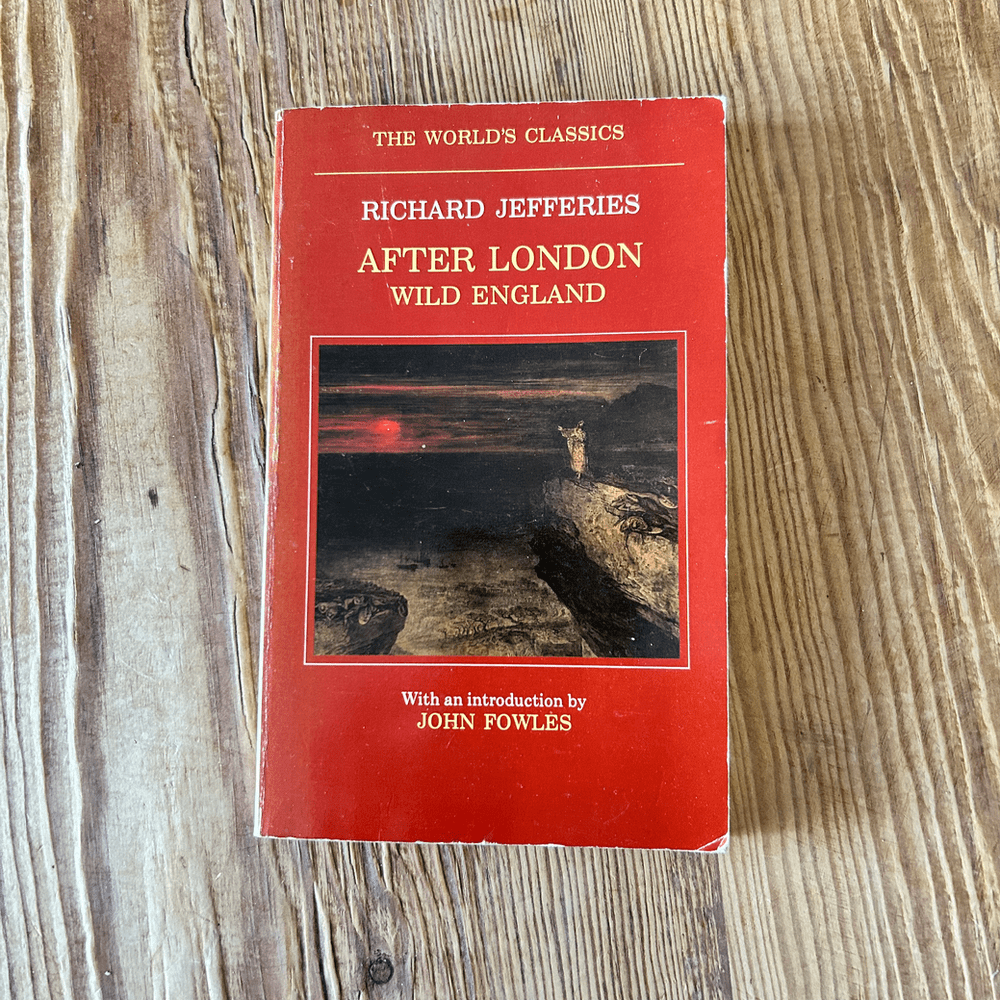 THE WORLD'S CLASSICS
RICHARD JEFFERIES
AFTER LONDON
WILD ENGLAND
With an introduction by
JOHN FOWLES